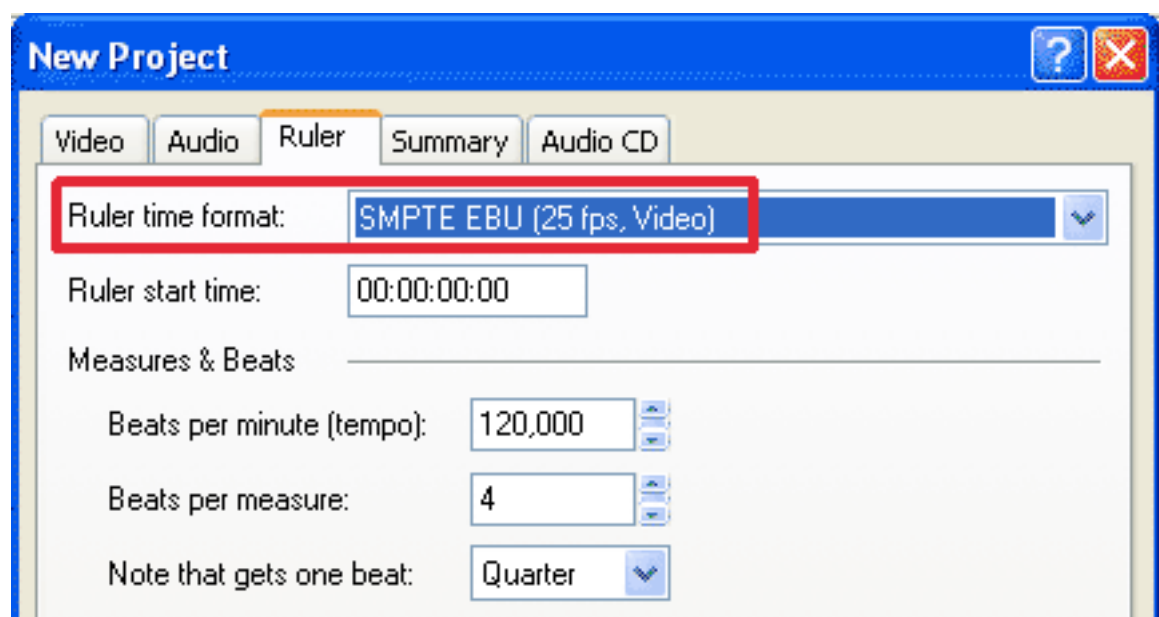 New Project
Video Audio Ruler Summary Audio CD
Ruler time format: SMPTE EBU (25 fps, Video)
Ruler start time: 00:00:00:00
Measures & Beats
Beats per minute (tempo): 120,000
Beats per measure: 4
Note that gets one beat: Quarter